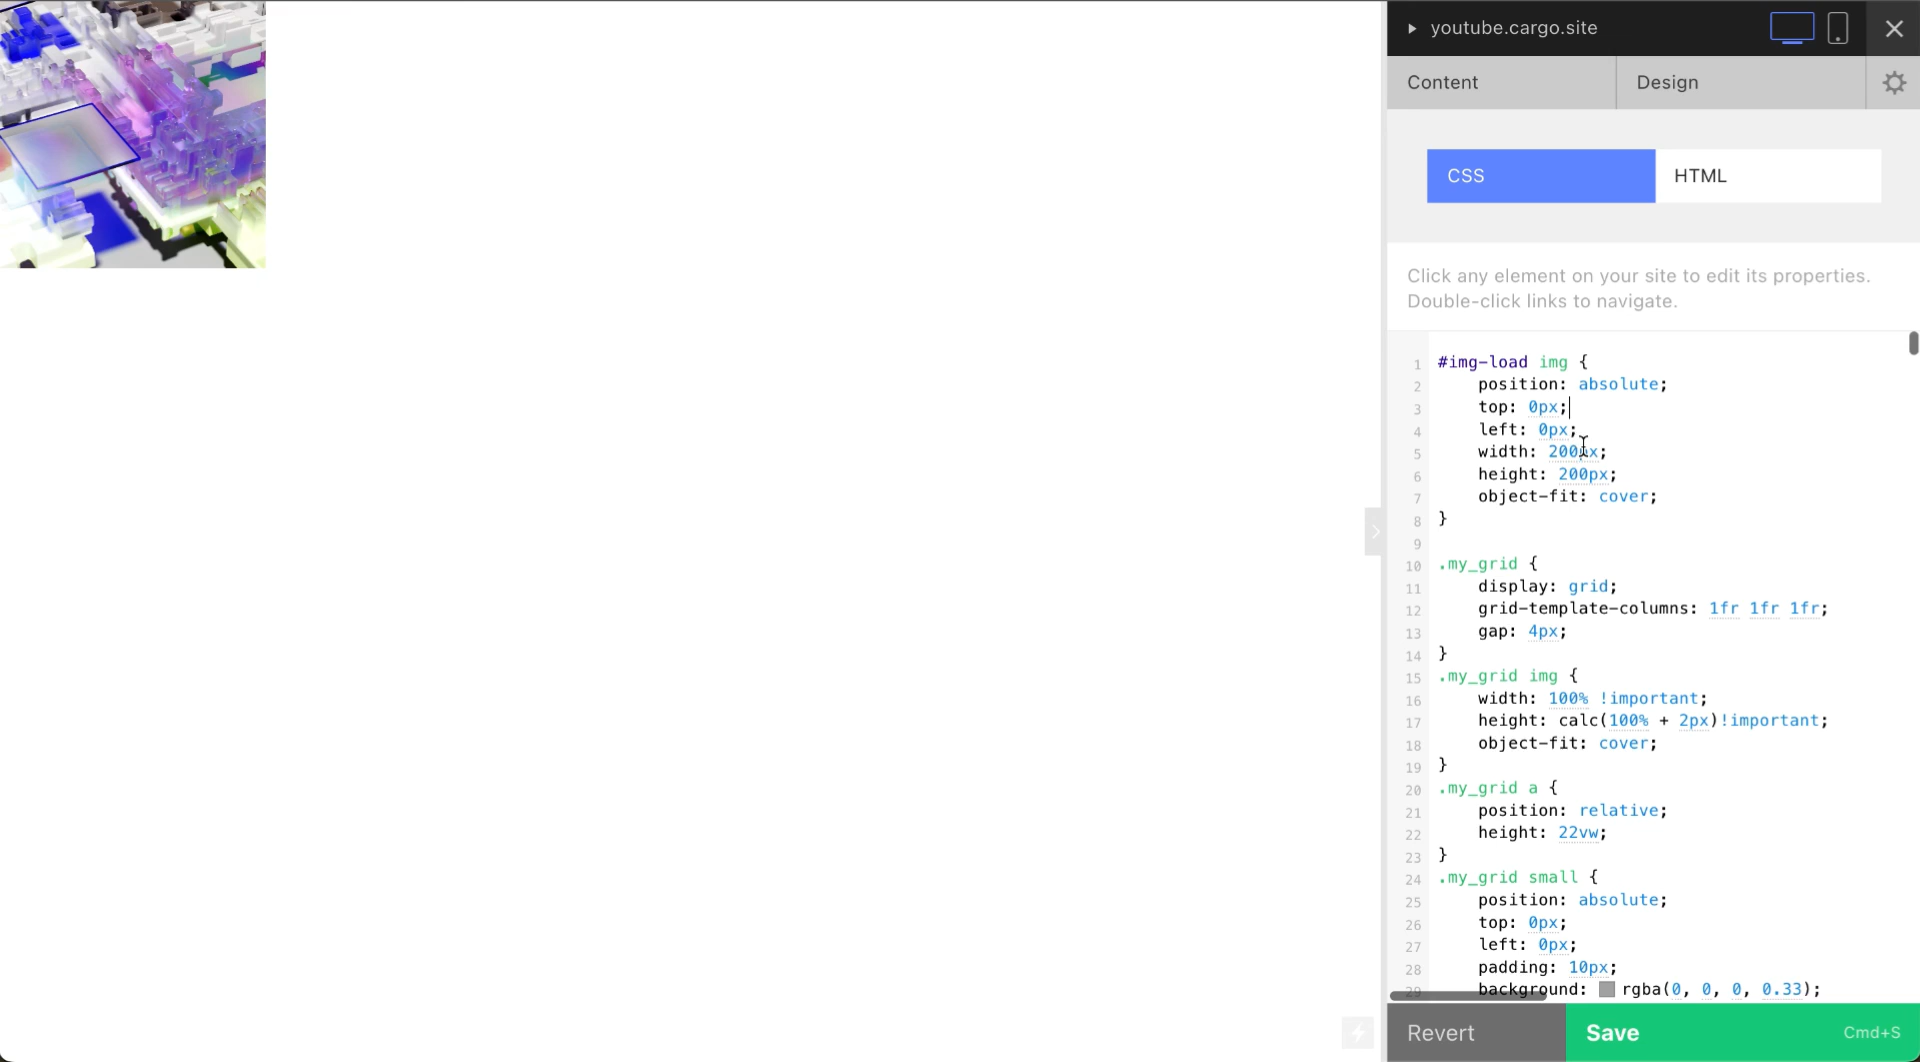 youtube.cargo.site
Content
Design
CSS
HTML
Click any element on your site to edit its properties.
Double-click links to navigate.
1 #img-load img {
2 position: absolute;
3 top: 0px;
4 left: 0px;
5 width: 200px;
6 height: 200px;
7 object-fit: cover;
8 }
9
10 .my_grid {
11 display: grid;
12 grid-template-columns: 1fr 1fr 1fr;
13 gap: 4px;
14 }
15 .my_grid img {
16 width: 100% !important;
17 height: calc(100% + 2px)!important;
18 object-fit: cover;
19 }
20 .my_grid a {
21 position: relative;
22 height: 22vw;
23 }
24 .my_grid small {
25 position: absolute;
26 top: 0px;
27 left: 0px;
28 padding: 10px;
29 background: rgba(0, 0, 0, 0.33);
Revert
Save
Cmd+S